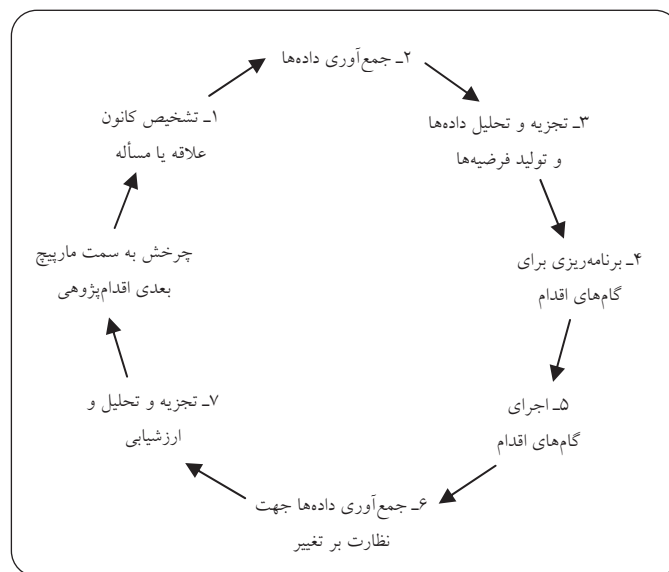 ۱ـ تشخیص کانون
علاقه یا مسأله
۲ـ جمع‌آوری داده‌ها
۳ـ تجزیه و تحلیل داده‌ها
و تولید فرضیه‌ها
۴ـ برنامه‌ریزی برای
گام‌های اقدام
۵ـ اجرای
گام‌های اقدام
۶ـ جمع‌آوری داده‌ها جهت
نظارت بر تغییر
۷ـ تجزیه و تحلیل و
ارزشیابی
چرخش به سمت مارپیچ
بعدی اقدام‌پژوهی